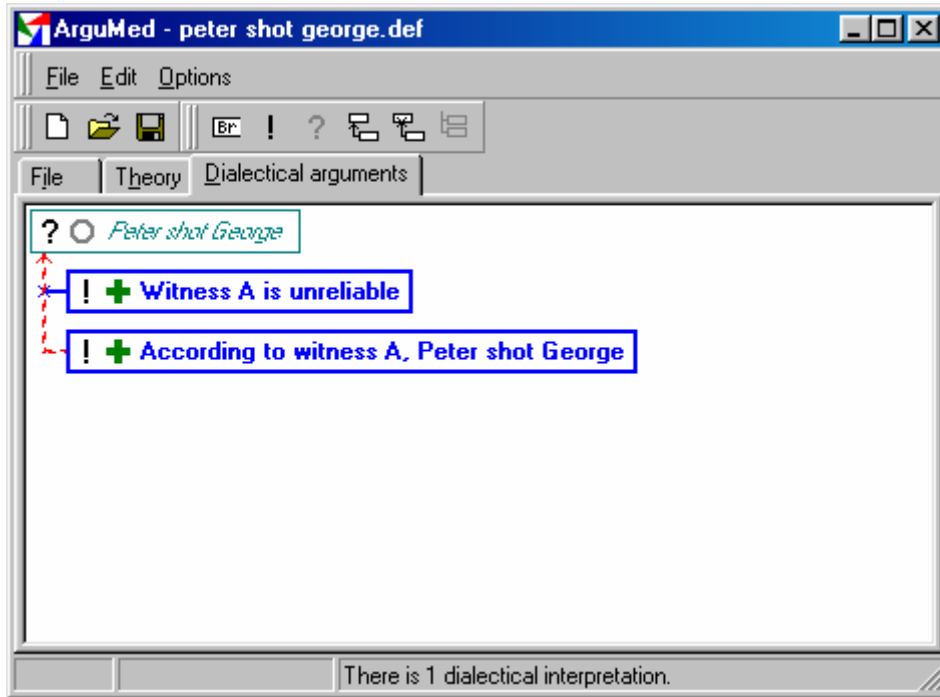 ArguMed - peter shot george.def
File Edit Options
Br ! ?
File Theory Dialectical arguments
? Peter shot George
! Witness A is unreliable
! According to witness A, Peter shot George
There is 1 dialectical interpretation.